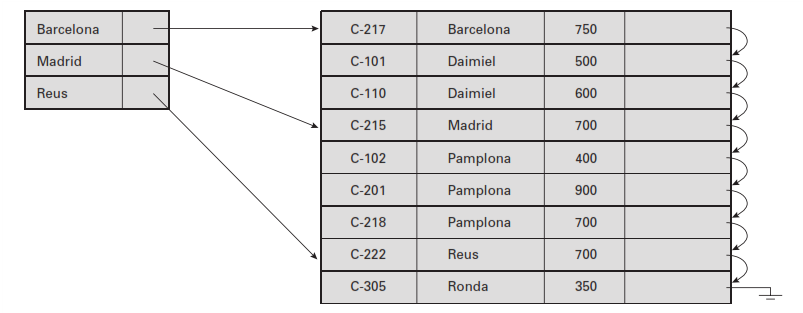 Barcelona
Madrid
Reus
C-217 Barcelona 750
C-101 Daimiel 500
C-110 Daimiel 600
C-215 Madrid 700
C-102 Pamplona 400
C-201 Pamplona 900
C-218 Pamplona 700
C-222 Reus 700
C-305 Ronda 350